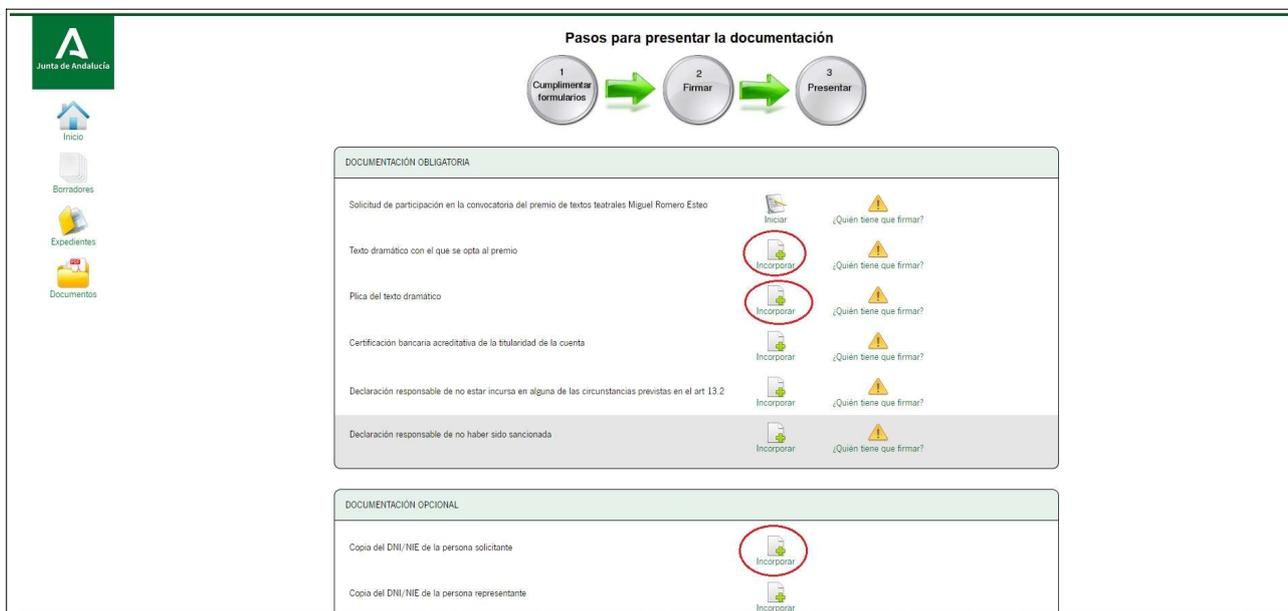 Pasos para presentar la documentación
Junta de Andalucía
1
Cumplimentar
formularios
2
Firmar
3
Presentar
Inicio
Borradores
Expedientes
PDF
Documentos
DOCUMENTACIÓN OBLIGATORIA
Solicitud de participación en la convocatoria del premio de textos teatrales Miguel Romero Esteo
Iniciar
¿Quién tiene que firmar?
Texto dramático con el que se opta al premio
Incorporar
¿Quién tiene que firmar?
Plica del texto dramático
Incorporar
¿Quién tiene que firmar?
Certificación bancaria acreditativa de la titularidad de la cuenta
Incorporar
¿Quién tiene que firmar?
Declaración responsable de no estar incursa en alguna de las circunstancias previstas en el art 13.2
Incorporar
¿Quién tiene que firmar?
Declaración responsable de no haber sido sancionada
Incorporar
¿Quién tiene que firmar?
DOCUMENTACIÓN OPCIONAL
Copia del DNI/NIE de la persona solicitante
Incorporar
Copia del DNI/NIE de la persona representante
Incorporar